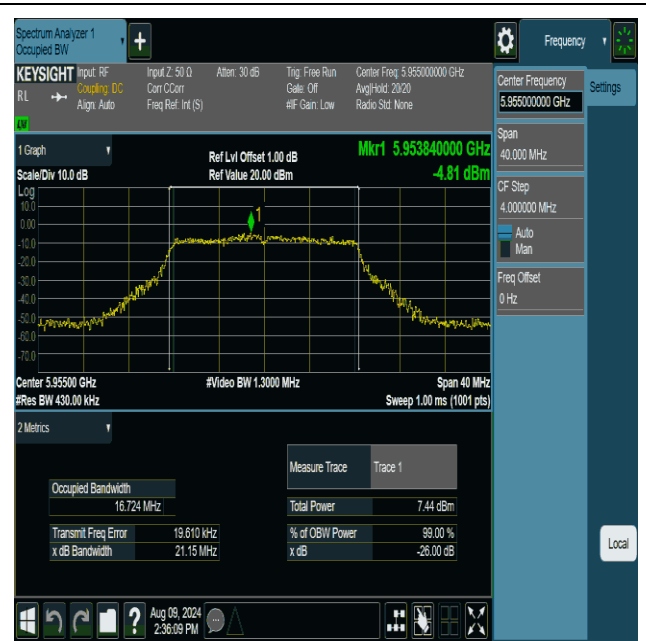 Spectrum Analyzer 1
Occupied BW
+
Frequency
KEYSIGHT
RL
Input: RF
Coupling: DC
Align: Auto
Input Z: 50 Ω
Corr CCorr
Freq Ref: Int (S)
Atten: 30 dB
Trig: Free Run
Gate: Off
#IF Gain: Low
Center Freq: 5.955000000 GHz
Avg|Hold: 20/20
Radio Std: None
Center Frequency
5.955000000 GHz
Settings
Span
40.000 MHz
CF Step
4.000000 MHz
Auto
Man
Freq Offset
0 Hz
Local
1 Graph
Scale/Div 10.0 dB
Ref Lvl Offset 1.00 dB
Ref Value 20.00 dBm
Mkr1 5.953840000 GHz
-4.81 dBm
Log
10.0
0.00
-10.0
-20.0
-30.0
-40.0
-50.0
-60.0
-70.0
1
Center 5.95500 GHz
#Res BW 430.00 kHz
#Video BW 1.3000 MHz
Span 40 MHz
Sweep 1.00 ms (1001 pts)
2 Metrics
Measure Trace Trace 1
Occupied Bandwidth
16.724 MHz
Total Power 7.44 dBm
Transmit Freq Error 19.610 kHz
% of OBW Power 99.00 %
x dB Bandwidth 21.15 MHz
x dB -26.00 dB
?
Aug 09, 2024
2:36:09 PM